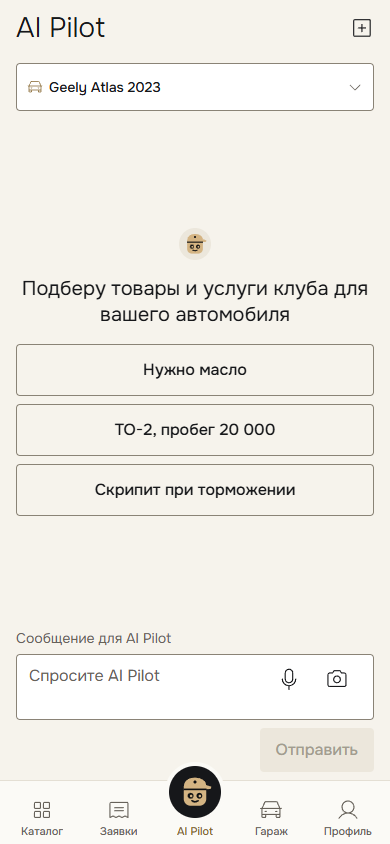 AI Pilot
Geely Atlas 2023
Подберу товары и услуги клуба для
вашего автомобиля
Нужно масло
ТО-2, пробег 20 000
Скрипит при торможении
Сообщение для AI Pilot
Спросите AI Pilot
Отправить
Каталог
Заявки
AI Pilot
Гараж
Профиль